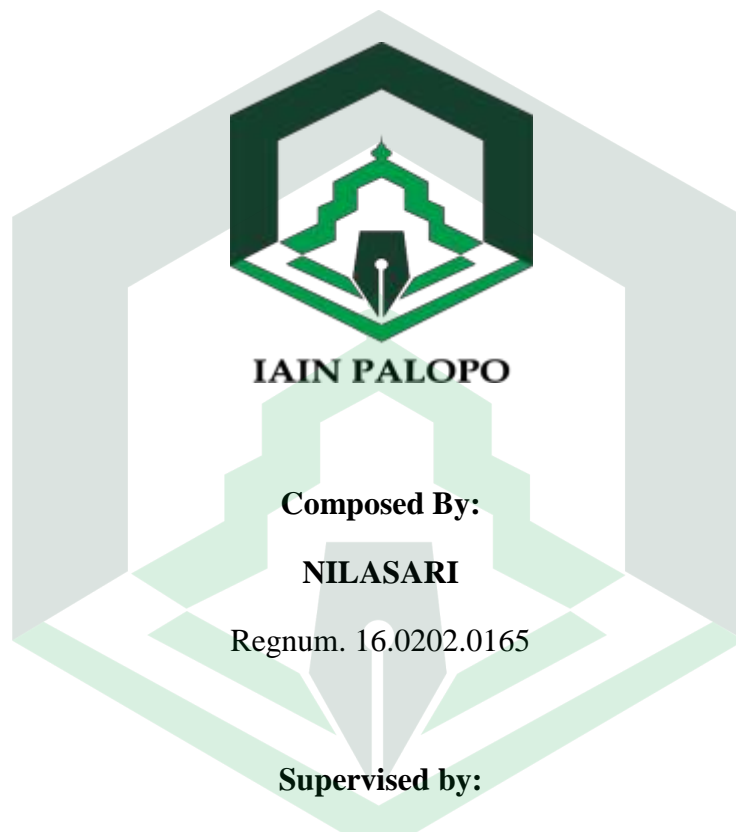 IAIN PALOPO
Composed By:
NILASARI
Regnum. 16.0202.0165
Supervised by: